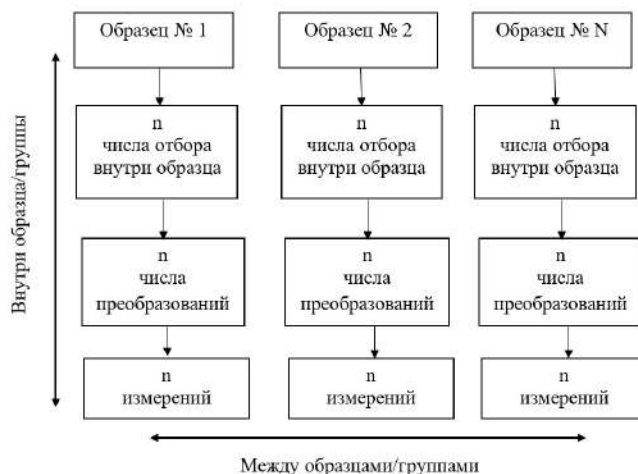 Образец № 1
Образец № 2
Образец № N
n
числа отбора
внутри образца
n
числа отбора
внутри образца
n
числа отбора
внутри образца
n
числа
преобразований
n
числа
преобразований
n
числа
преобразований
n
измерений
n
измерений
n
измерений
Внутри образца/группы
Между образцами/группами